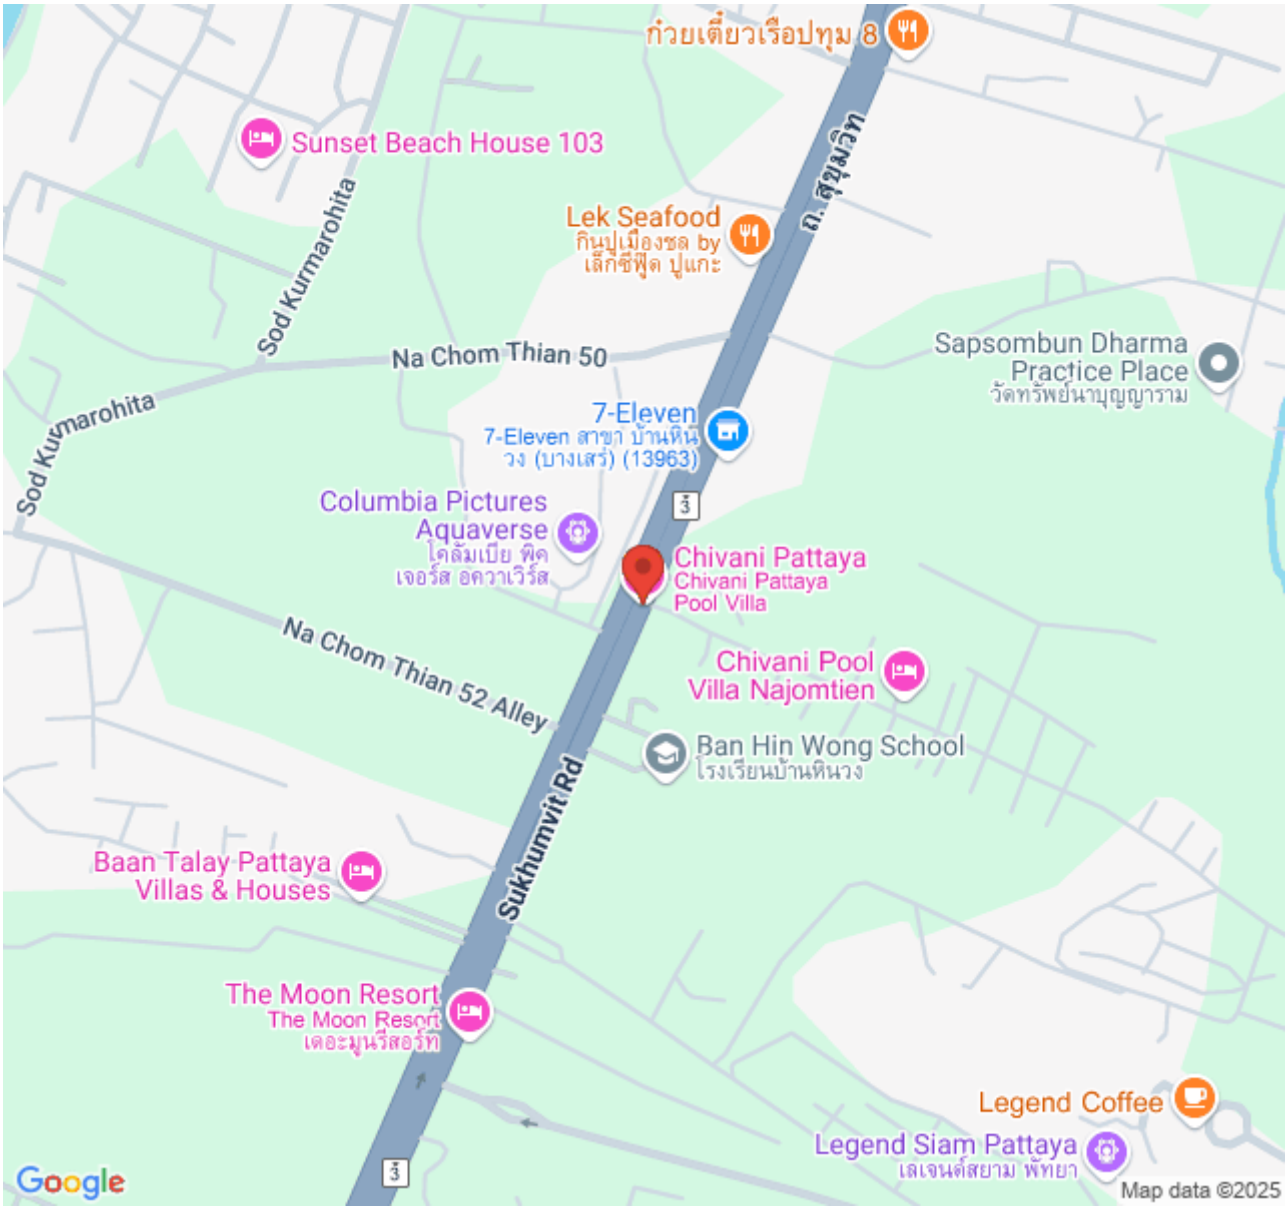 ก๋วยเตี๋ยวเรือปทุม 8
Sunset Beach House 103
ถ. สุขุมวิท
Lek Seafood
กินปูเมืองชล by
เล็กซีฟู๊ด ปูแกะ
Sod Kurmarohita
Na Chom Thian 50
Sapsombun Dharma
Practice Place
วัดทรัพย์นาบุญญาราม
Sod Kurmarohita
7-Eleven
7-Eleven สาขา บ้านหิน
วง (บางเสร่) (13963)
3
Columbia Pictures
Aquaverse
โคลัมเบีย พิค
เจอร์ส อควาเวิร์ส
Chivani Pattaya
Chivani Pattaya
Pool Villa
Na Chom Thian 52 Alley
Chivani Pool
Villa Najomtien
Ban Hin Wong School
โรงเรียนบ้านหินวง
Sukhumvit Rd
Baan Talay Pattaya
Villas & Houses
The Moon Resort
The Moon Resort
เดอะมูนรีสอร์ท
Legend Coffee
Legend Siam Pattaya
เลเจนด์สยาม พัทยา
3
Google
Map data ©2025